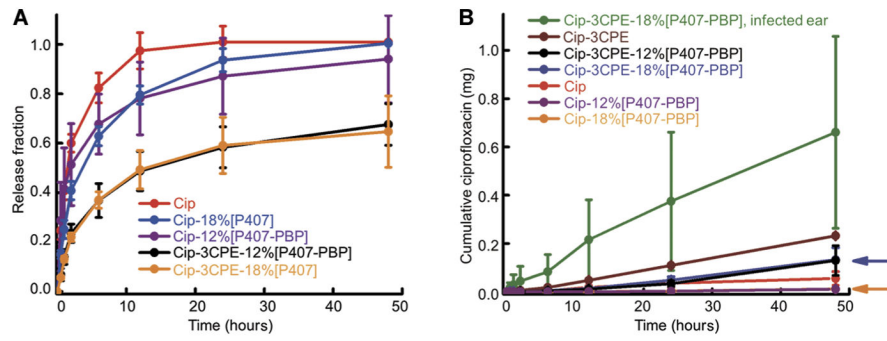 A
Release fraction
1.0
0.8
0.6
0.4
0.2
0.0
Cip
Cip-18%[P407]
Cip-12%[P407-PBP]
Cip-3CPE-12%[P407-PBP]
Cip-3CPE-18%[P407]
0 10 20 30 40 50
Time (hours)
B
Cumulative ciprofloxacin (mg)
1.0
0.8
0.6
0.4
0.2
0.0
Cip-3CPE-18%[P407-PBP], infected ear
Cip-3CPE
Cip-3CPE-12%[P407-PBP]
Cip-3CPE-18%[P407-PBP]
Cip
Cip-12%[P407-PBP]
Cip-18%[P407-PBP]
0 10 20 30 40 50
Time (hours)